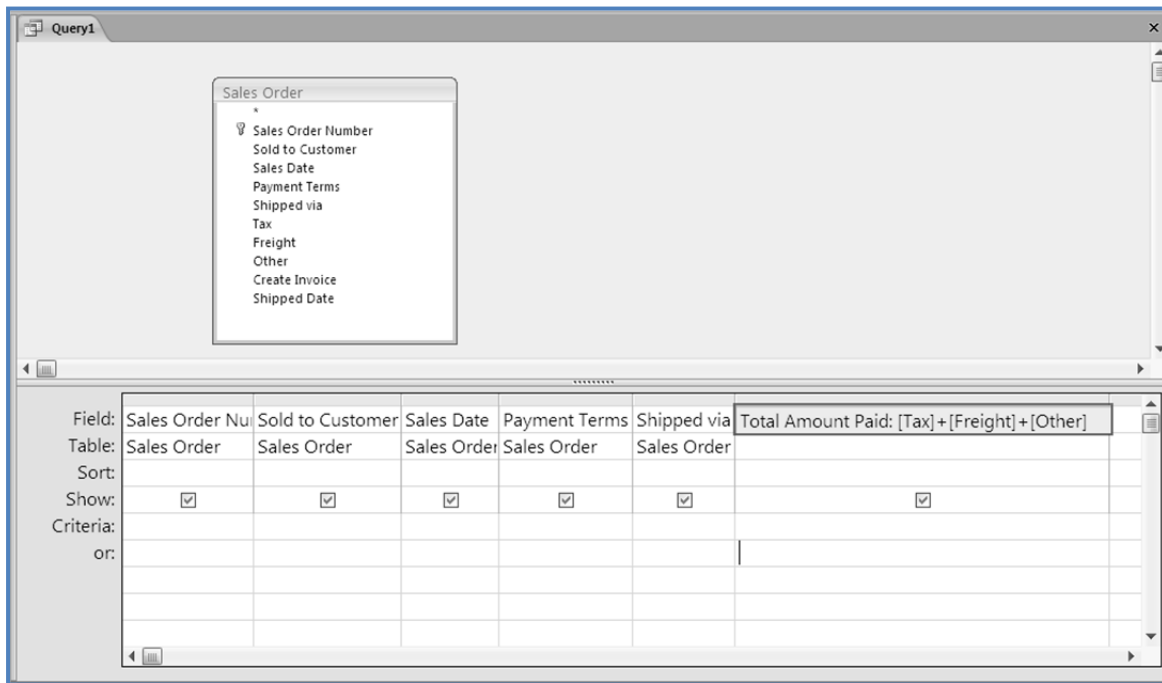 Query1
Sales Order
*
Sales Order Number
Sold to Customer
Sales Date
Payment Terms
Shipped via
Tax
Freight
Other
Create Invoice
Shipped Date
Field: Sales Order Nu Sold to Customer Sales Date Payment Terms Shipped via Total Amount Paid: [Tax]+[Freight]+[Other]
Table: Sales Order Sales Order Sales Order Sales Order Sales Order
Sort:
Show:
Criteria:
or: